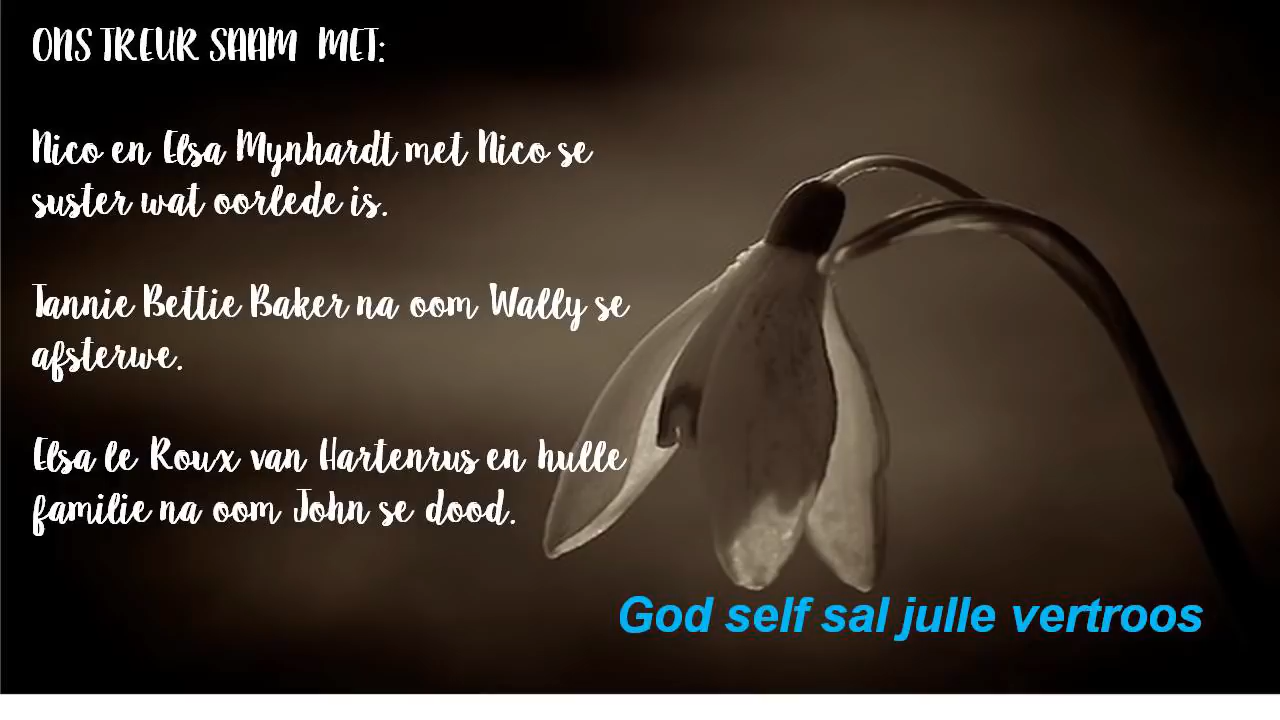 ONS TREUR SAAM MET:
Nico en Elsa Mynhardt met Nico se
suster wat oorlede is.
Tannie Bettie Baker na oom Wally se
afsterwe.
Elsa le Roux van Hartenrus en hulle
familie na oom John se dood.
God self sal julle vertroos